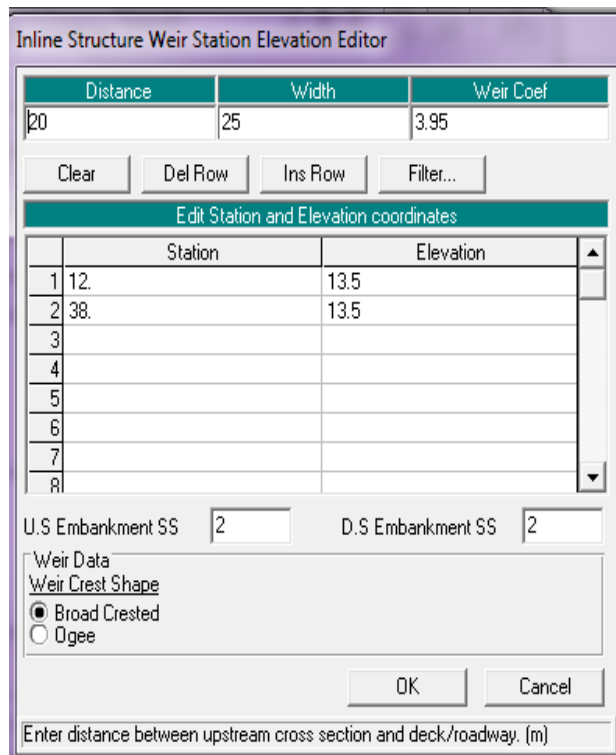 Inline Structure Weir Station Elevation Editor
Distance Width Weir Coef
20 25 3.95
Clear Del Row Ins Row Filter...
Edit Station and Elevation coordinates
Station Elevation
1 12. 13.5
2 38. 13.5
3
4
5
6
7
8
U.S Embankment SS 2 D.S Embankment SS 2
Weir Data
Weir Crest Shape
Broad Crested
Ogee
OK Cancel
Enter distance between upstream cross section and deck/roadway. (m)